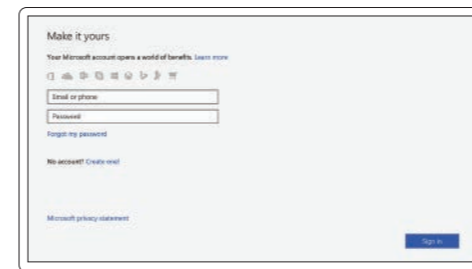 Make it yours
Your Microsoft account opens a world of benefits. Learn more
Email or phone
Password
Forgot my password
No account? Create one!
Microsoft privacy statement
Sign in